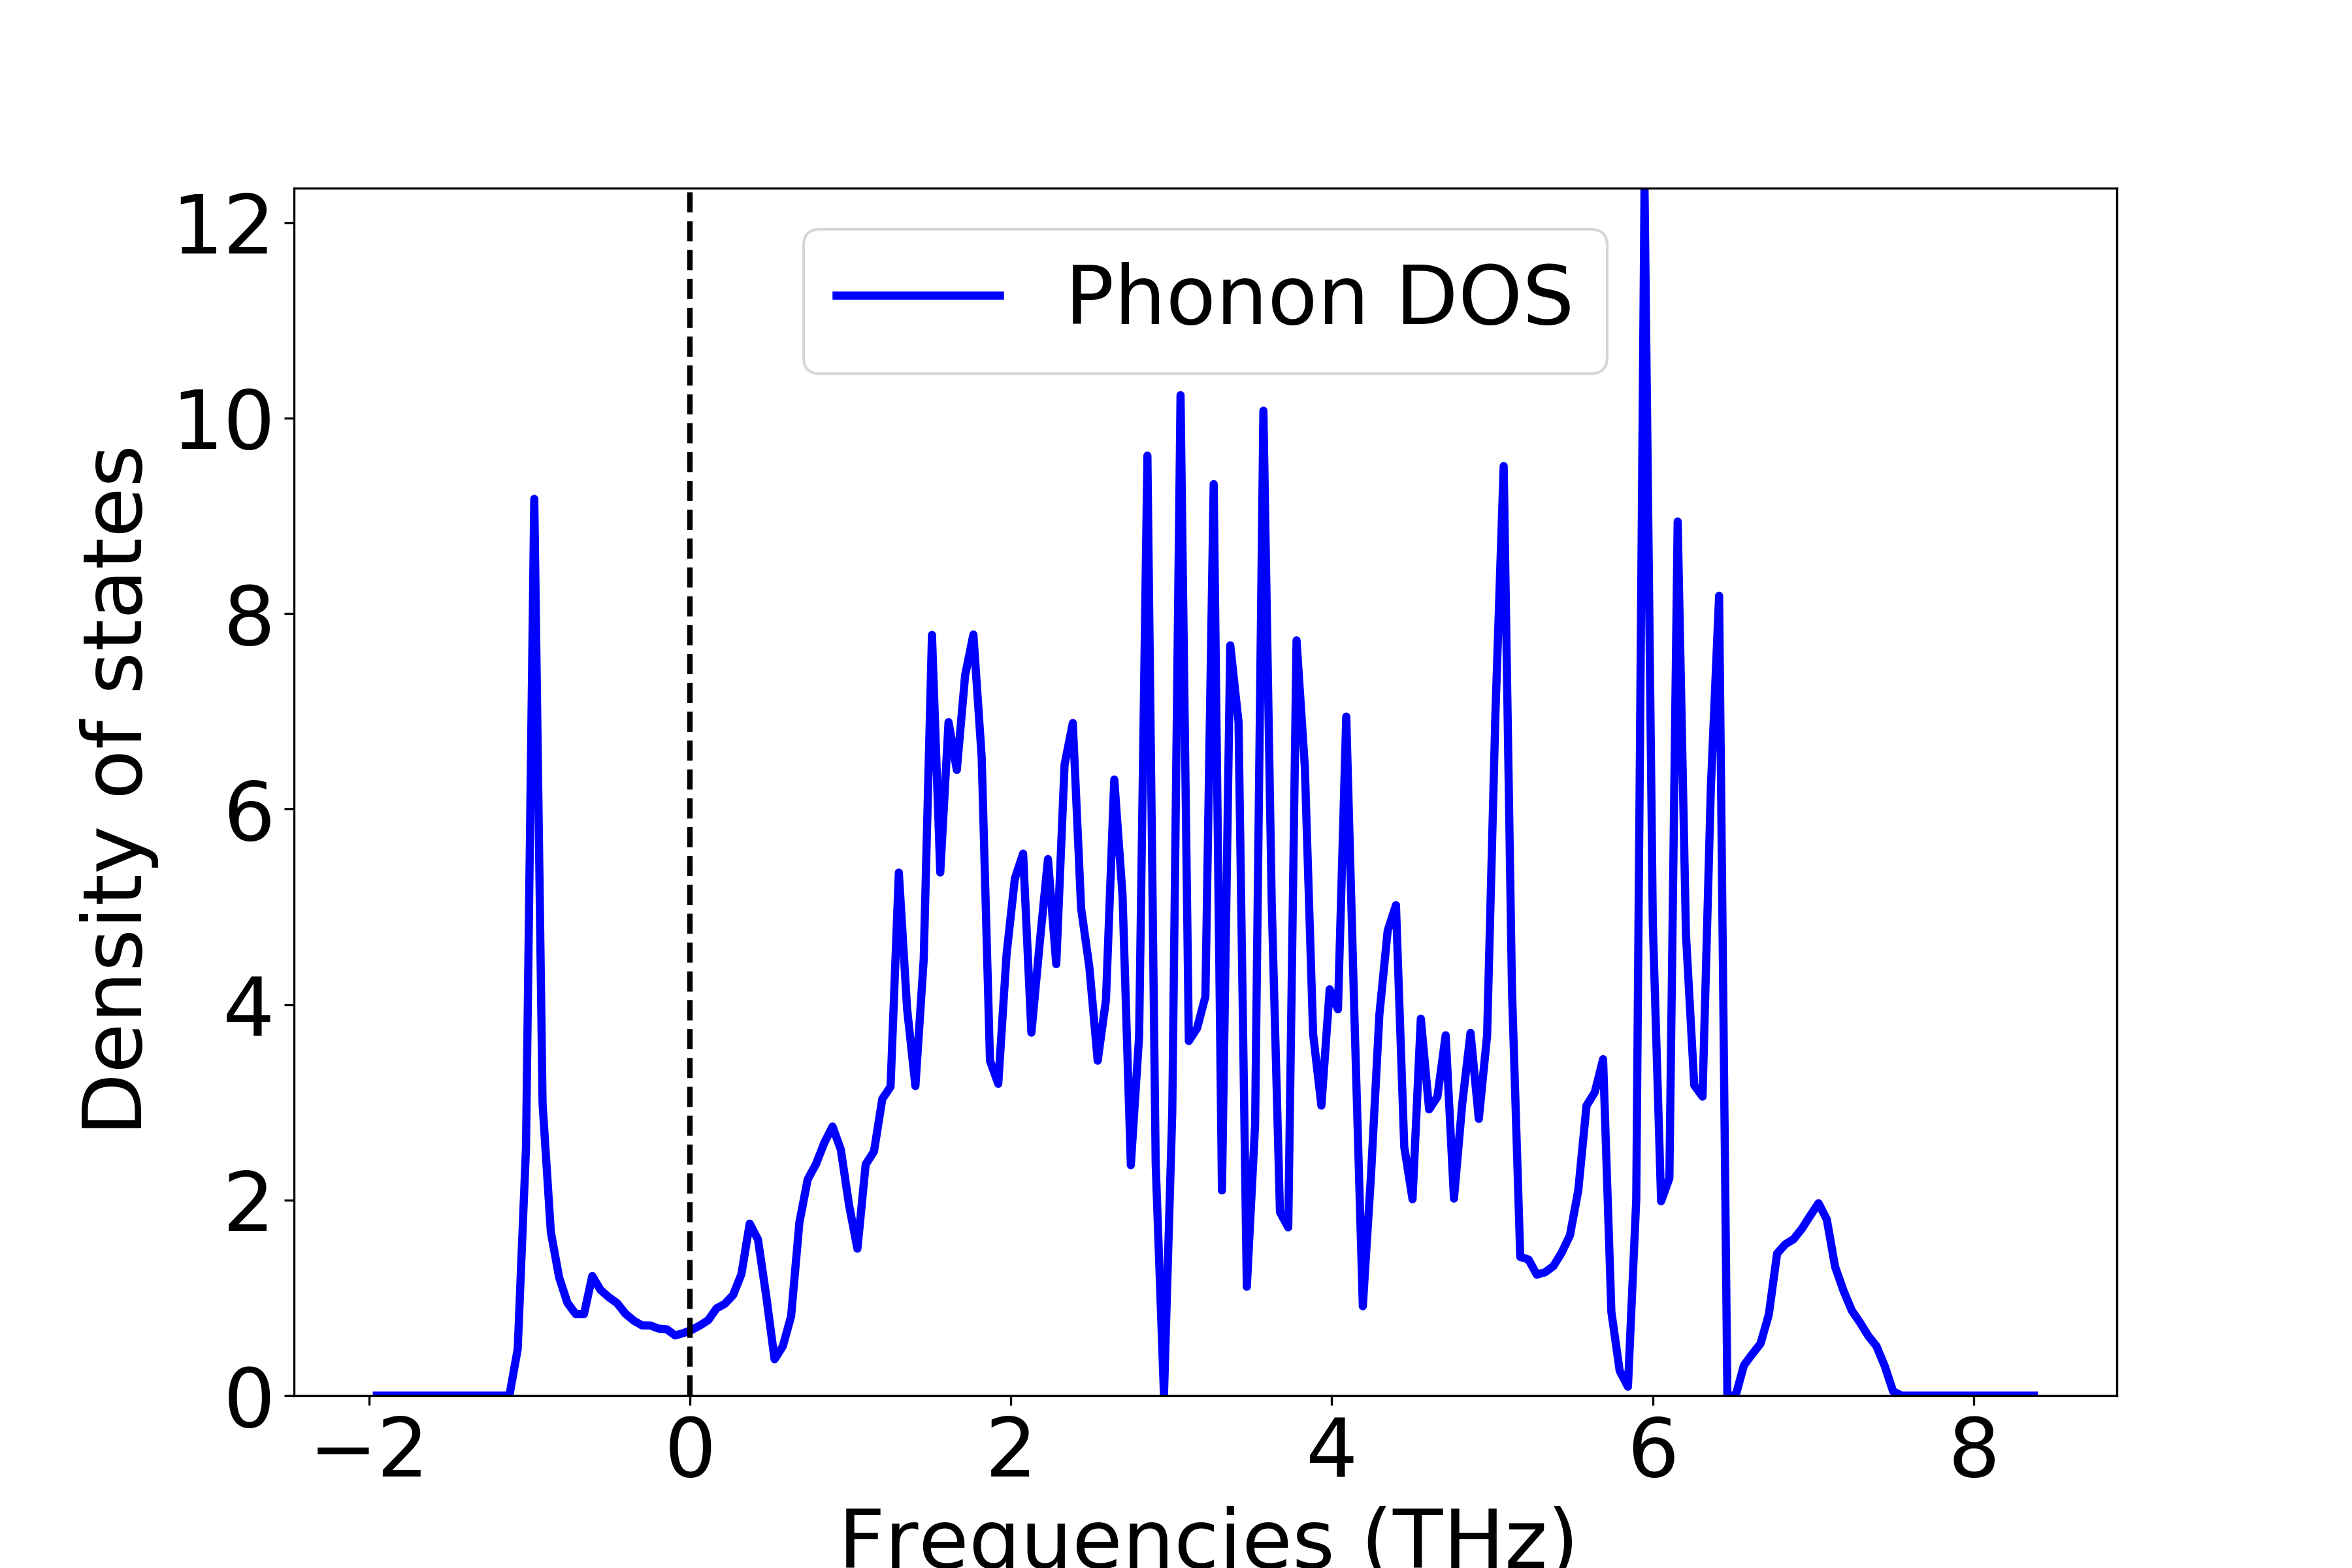 Phonon DOS
Density of states
12
10
8
6
4
2
0
−2 0 2 4 6 8
Frequencies (THz)